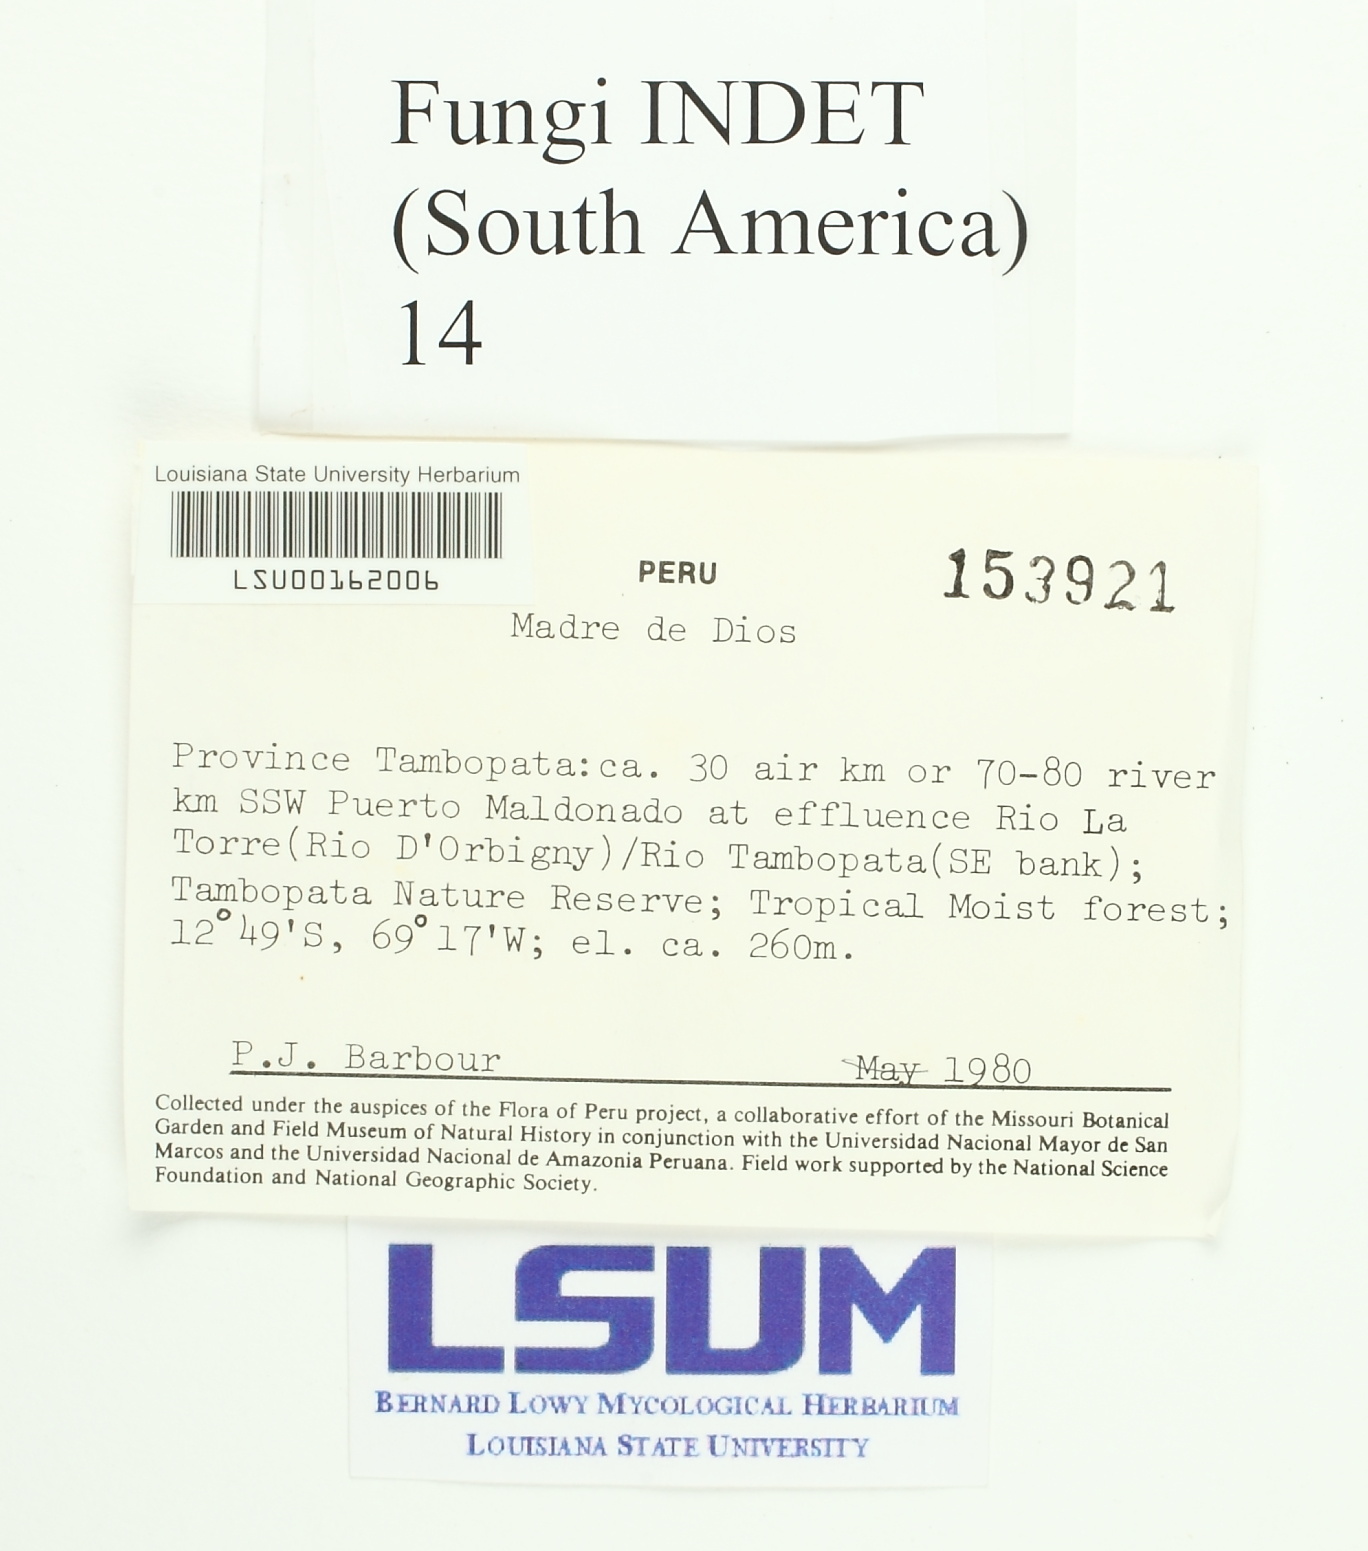 Fungi INDET
(South America)
14
Louisiana State University Herbarium
LSU00162006
PERU
153921
Madre de Dios
Province Tambopata:ca. 30 air km or 70-80 river
km SSW Puerto Maldonado at effluence Rio La
Torre(Rio D'Orbigny)/Rio Tambopata(SE bank);
Tambopata Nature Reserve; Tropical Moist forest;
12°49'S, 69°17'W; el. ca. 260m.
P.J. Barbour May 1980
Collected under the auspices of the Flora of Peru project, a collaborative effort of the Missouri Botanical
Garden and Field Museum of Natural History in conjunction with the Universidad Nacional Mayor de San
Marcos and the Universidad Nacional de Amazonia Peruana. Field work supported by the National Science
Foundation and National Geographic Society.
LSUM
BERNARD LOWY MYCOLOGICAL HERBARIUM
LOUISIANA STATE UNIVERSITY